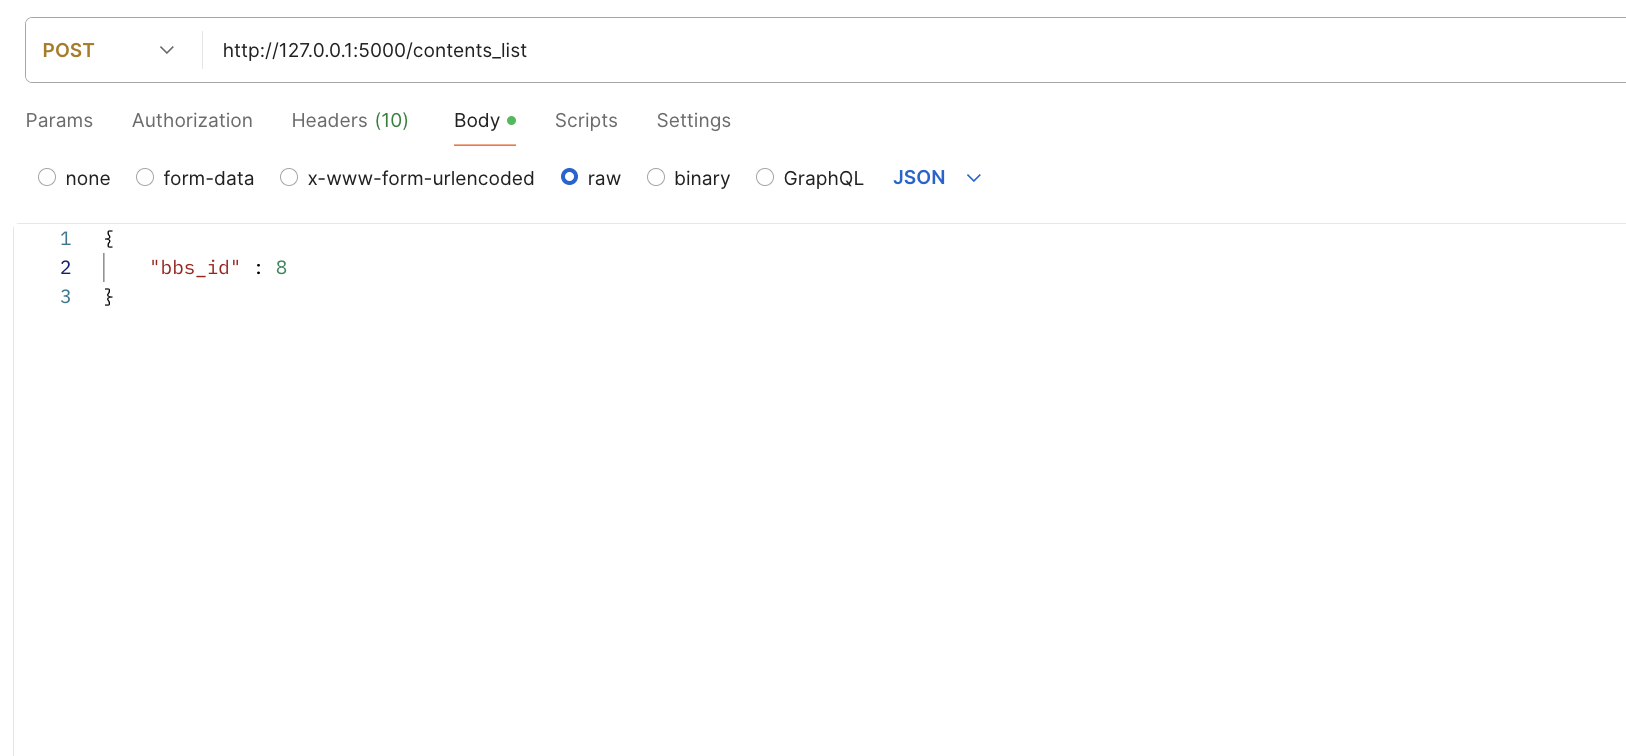 POST http://127.0.0.1:5000/contents_list
Params Authorization Headers (10) Body Scripts Settings
none form-data x-www-form-urlencoded raw binary GraphQL JSON
1 {
2 "bbs_id" : 8
3 }